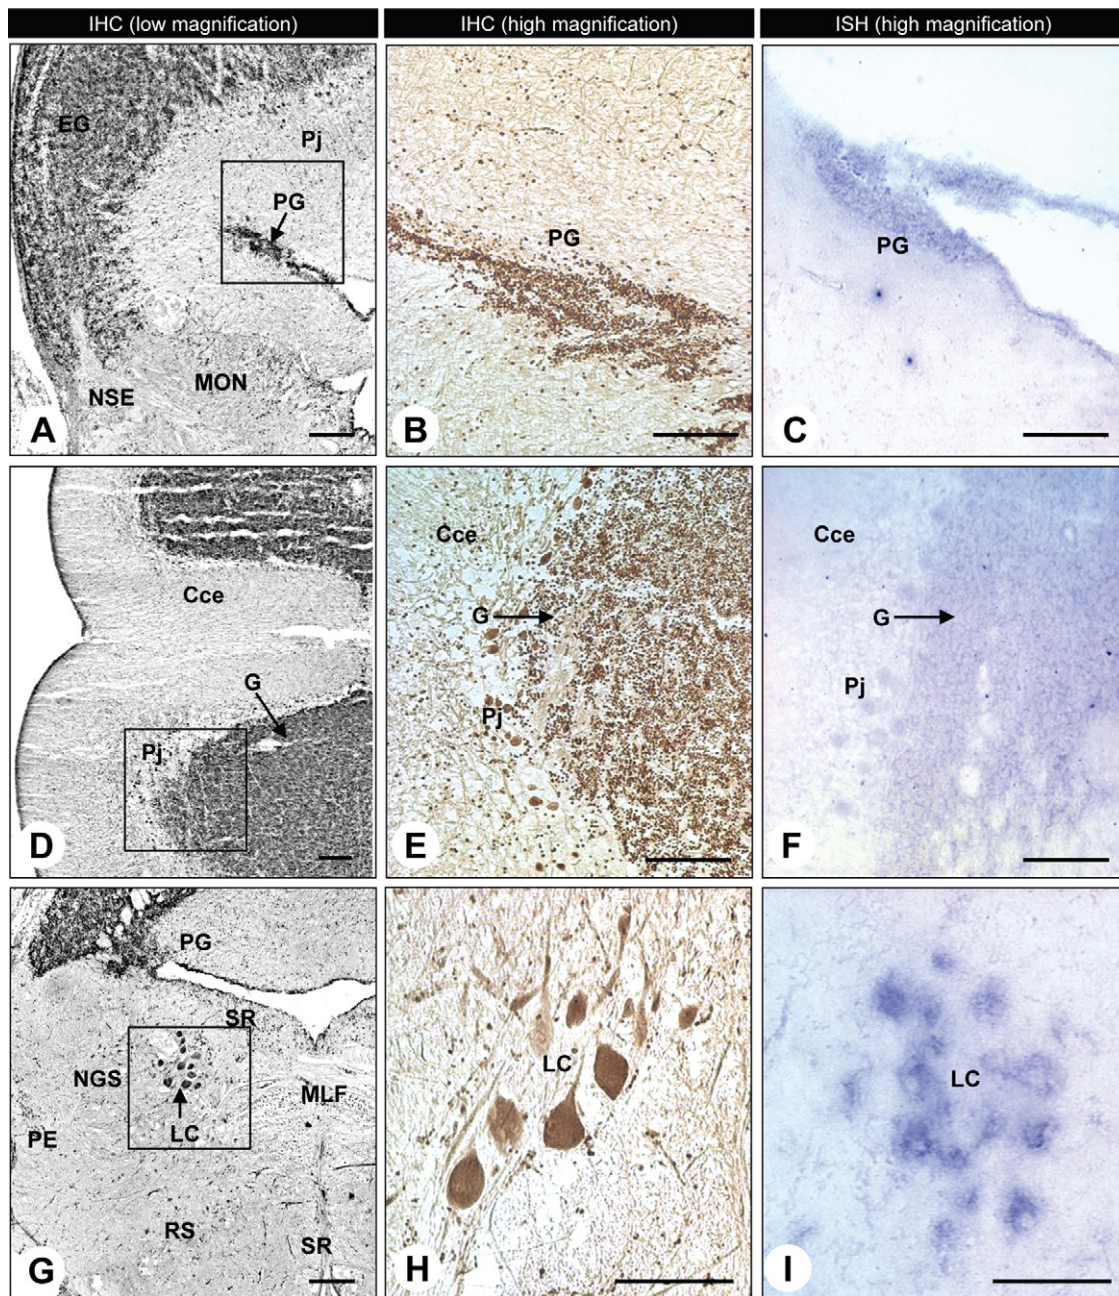 IHC (low magnification)
IHC (high magnification)
ISH (high magnification)
EG
Pj
PG
MON
NSE
A
PG
B
PG
C
Cce
G
Pj
D
Cce
G
Pj
E
Cce
G
Pj
F
PG
SR
NGS
MLF
LC
PE
RS
SR
G
LC
H
LC
I